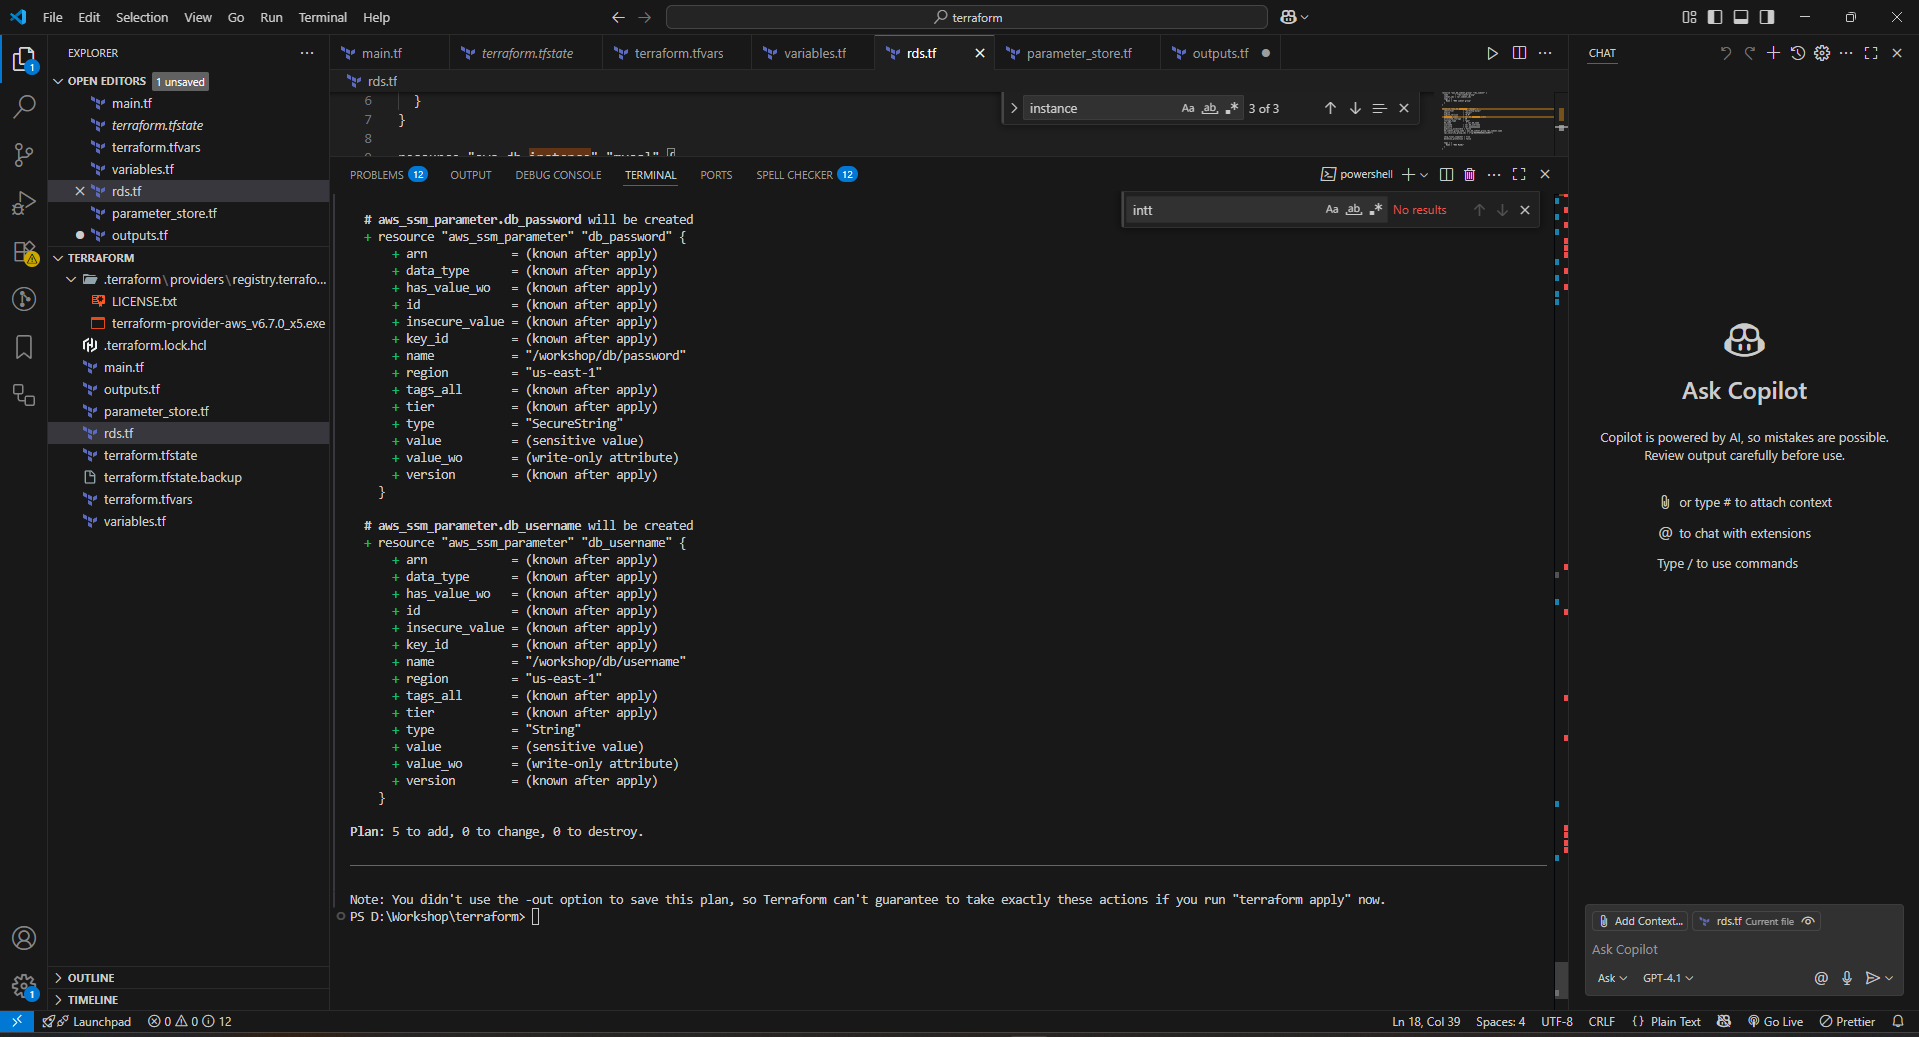 File Edit Selection View Go Run Terminal Help
terraform
EXPLORER
OPEN EDITORS 1 unsaved
main.tf
terraform.tfstate
terraform.tfvars
variables.tf
rds.tf
parameter_store.tf
outputs.tf
TERRAFORM
.terraform\providers\registry.terrafo...
LICENSE.txt
terraform-provider-aws_v6.7.0_x5.exe
.terraform.lock.hcl
main.tf
outputs.tf
parameter_store.tf
rds.tf
terraform.tfstate
terraform.tfstate.backup
terraform.tfvars
variables.tf
OUTLINE
TIMELINE
main.tf terraform.tfstate terraform.tfvars variables.tf rds.tf parameter_store.tf outputs.tf
rds.tf
6 }
7 }
8
instance Aa ab 3 of 3
PROBLEMS 12 OUTPUT DEBUG CONSOLE TERMINAL PORTS SPELL CHECKER 12
powershell
intt Aa ab No results
# aws_ssm_parameter.db_password will be created
+ resource "aws_ssm_parameter" "db_password" {
+ arn = (known after apply)
+ data_type = (known after apply)
+ has_value_wo = (known after apply)
+ id = (known after apply)
+ insecure_value = (known after apply)
+ key_id = (known after apply)
+ name = "/workshop/db/password"
+ region = "us-east-1"
+ tags_all = (known after apply)
+ tier = (known after apply)
+ type = "SecureString"
+ value = (sensitive value)
+ value_wo = (write-only attribute)
+ version = (known after apply)
}
# aws_ssm_parameter.db_username will be created
+ resource "aws_ssm_parameter" "db_username" {
+ arn = (known after apply)
+ data_type = (known after apply)
+ has_value_wo = (known after apply)
+ id = (known after apply)
+ insecure_value = (known after apply)
+ key_id = (known after apply)
+ name = "/workshop/db/username"
+ region = "us-east-1"
+ tags_all = (known after apply)
+ tier = (known after apply)
+ type = "String"
+ value = (sensitive value)
+ value_wo = (write-only attribute)
+ version = (known after apply)
}
Plan: 5 to add, 0 to change, 0 to destroy.
Note: You didn't use the -out option to save this plan, so Terraform can't guarantee to take exactly these actions if you run "terraform apply" now.
PS D:\Workshop\terraform>
CHAT
Ask Copilot
Copilot is powered by AI, so mistakes are possible.
Review output carefully before use.
or type # to attach context
@ to chat with extensions
Type / to use commands
Add Context... rds.tf Current file
Ask Copilot
Ask GPT-4.1
1
1
Launchpad 0 0 12
Ln 18, Col 39 Spaces: 4 UTF-8 CRLF {} Plain Text Go Live Prettier